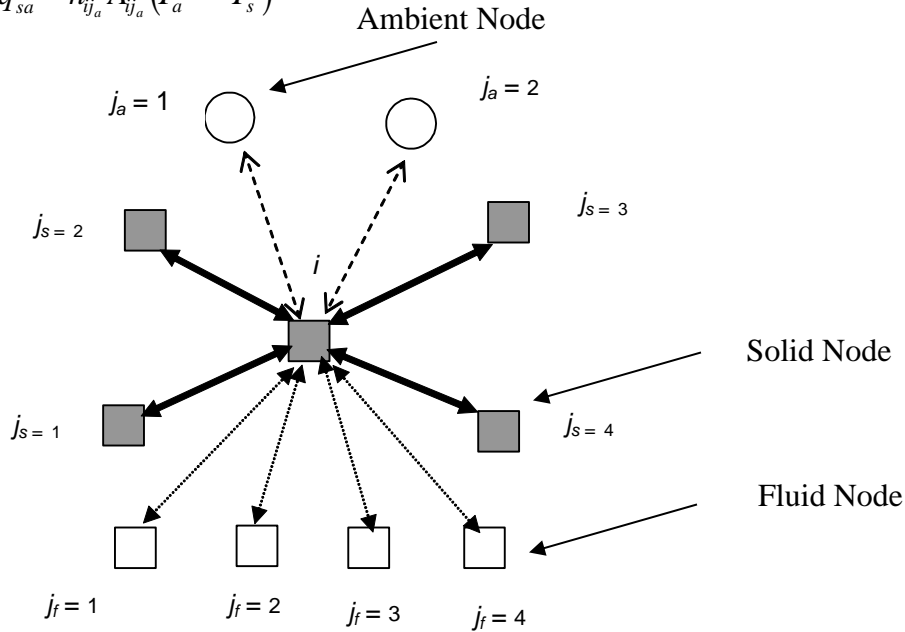 Ambient Node
j_a = 1
j_a = 2
j_s = 2
j_s = 3
i
Solid Node
j_s = 1
j_s = 4
Fluid Node
j_f = 1
j_f = 2
j_f = 3
j_f = 4